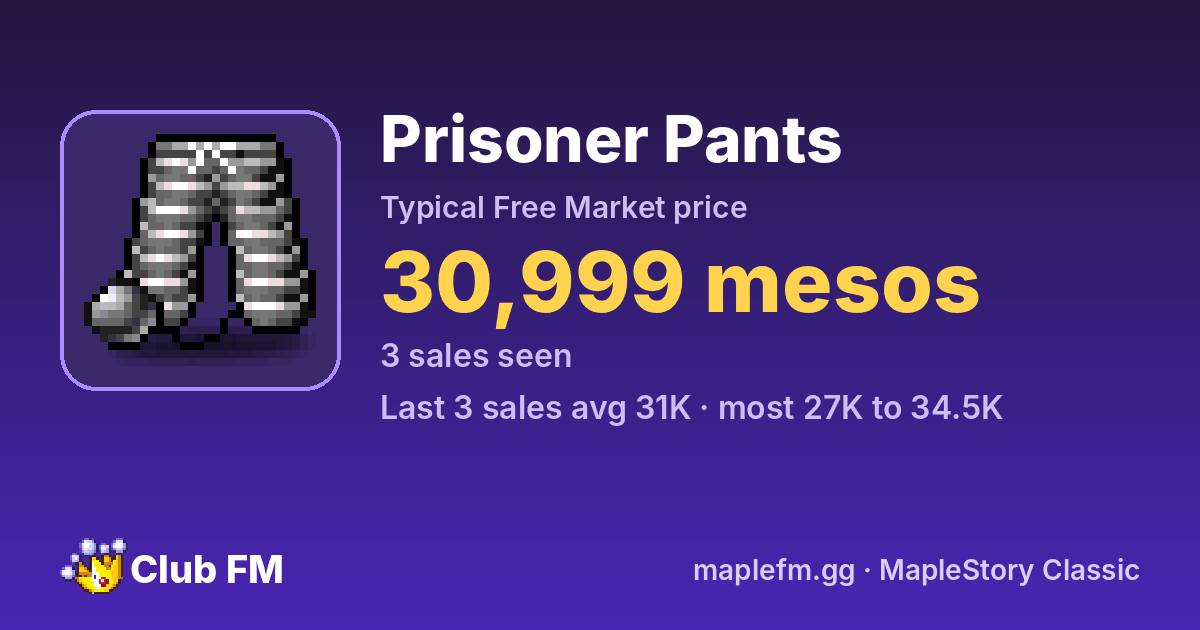 Prisoner Pants
Typical Free Market price
30,999 mesos
3 sales seen
Last 3 sales avg 31K · most 27K to 34.5K
Club FM
maplefm.gg · MapleStory Classic